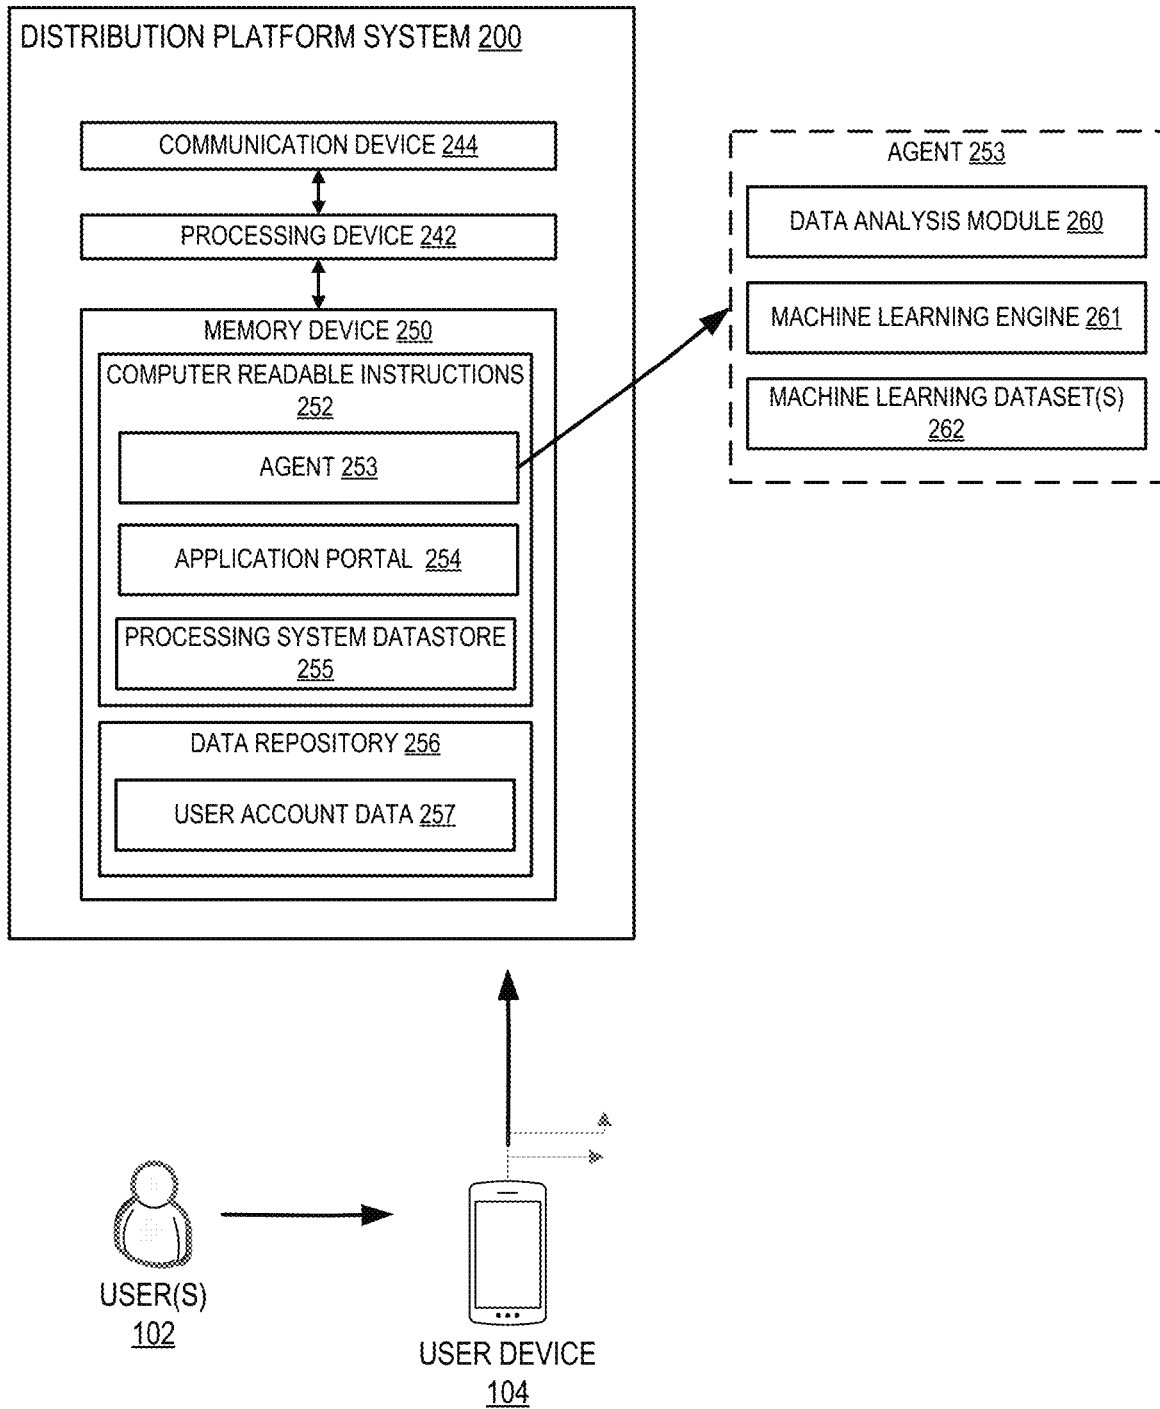 DISTRIBUTION PLATFORM SYSTEM 200
COMMUNICATION DEVICE 244
PROCESSING DEVICE 242
MEMORY DEVICE 250
COMPUTER READABLE INSTRUCTIONS
252
AGENT 253
APPLICATION PORTAL 254
PROCESSING SYSTEM DATASTORE
255
DATA REPOSITORY 256
USER ACCOUNT DATA 257
AGENT 253
DATA ANALYSIS MODULE 260
MACHINE LEARNING ENGINE 261
MACHINE LEARNING DATASET(S)
262
USER(S)
102
USER DEVICE
104